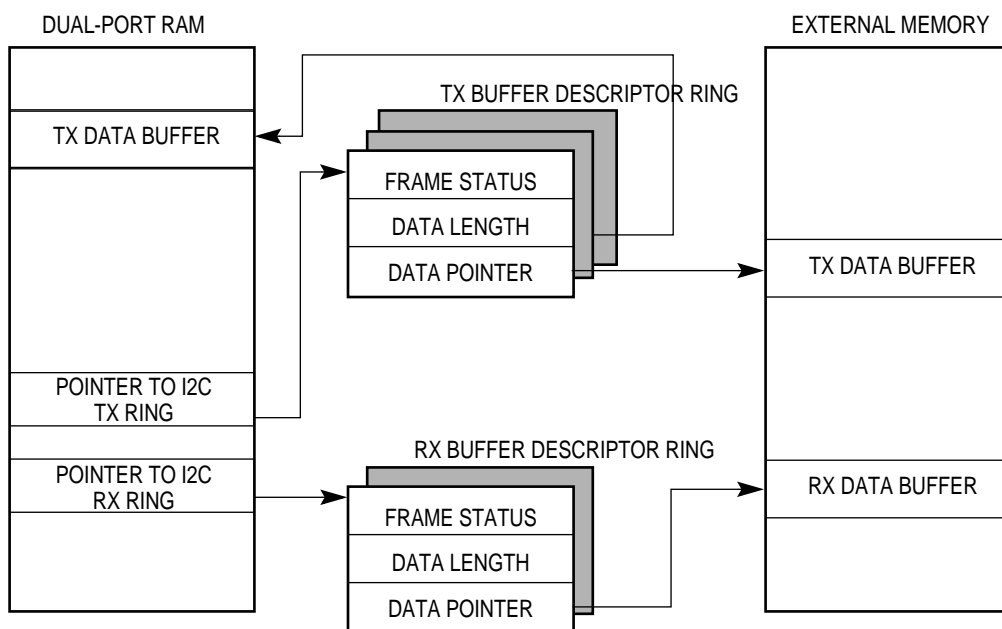 DUAL-PORT RAM
EXTERNAL MEMORY
TX BUFFER DESCRIPTOR RING
TX DATA BUFFER
FRAME STATUS
DATA LENGTH
DATA POINTER
TX DATA BUFFER
POINTER TO I2C
TX RING
RX BUFFER DESCRIPTOR RING
POINTER TO I2C
RX RING
RX DATA BUFFER
FRAME STATUS
DATA LENGTH
DATA POINTER